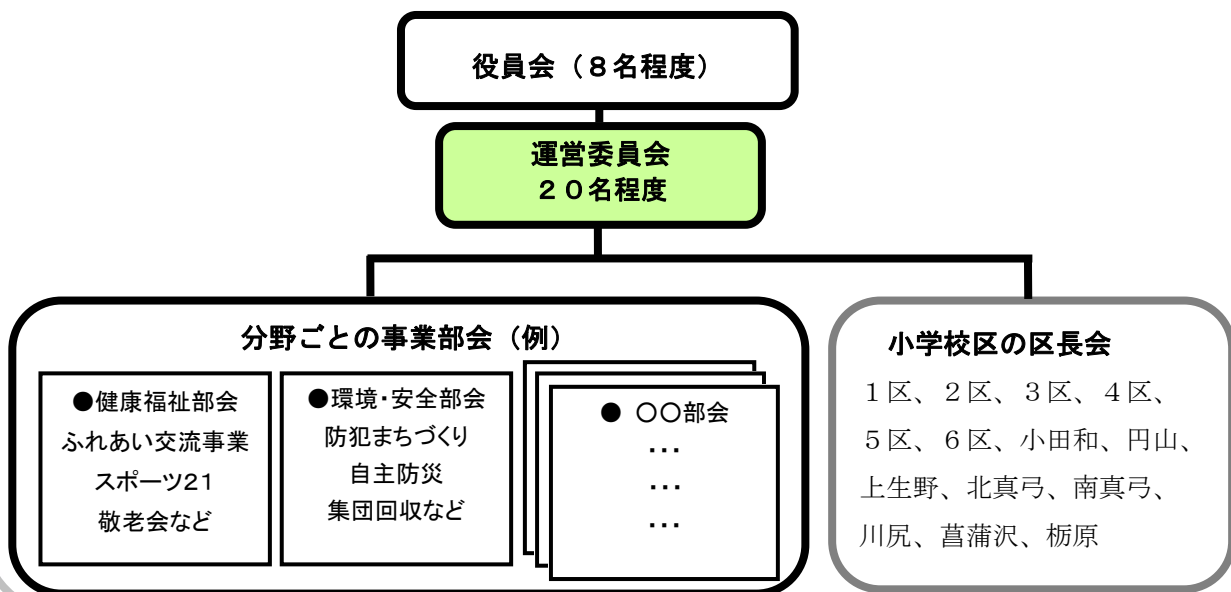 役員会（８名程度）
運営委員会
２０名程度
分野ごとの事業部会（例）
●健康福祉部会
ふれあい交流事業
スポーツ21
敬老会など
●環境・安全部会
防犯まちづくり
自主防災
集団回収など
● 〇〇部会
…
…
…
小学校区の区長会
１区、２区、３区、４区、
５区、６区、小田和、円山、
上生野、北真弓、南真弓、
川尻、菖蒲沢、栃原